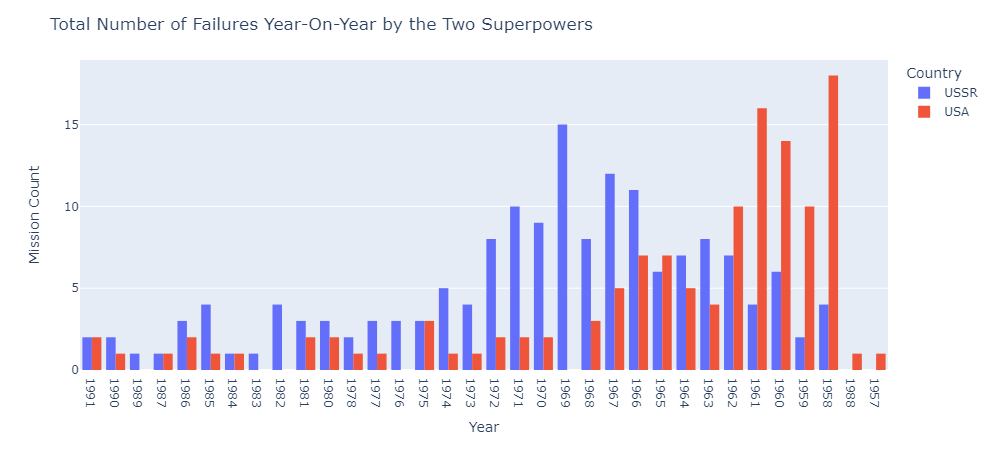 Total Number of Failures Year-On-Year by the Two Superpowers
Country
USSR
USA
Mission Count
15
10
5
0
1991 1990 1989 1987 1986 1985 1984 1983 1982 1981 1980 1978 1977 1976 1975 1974 1973 1972 1971 1970 1969 1968 1967 1966 1965 1964 1963 1962 1961 1960 1959 1958 1988 1957
Year